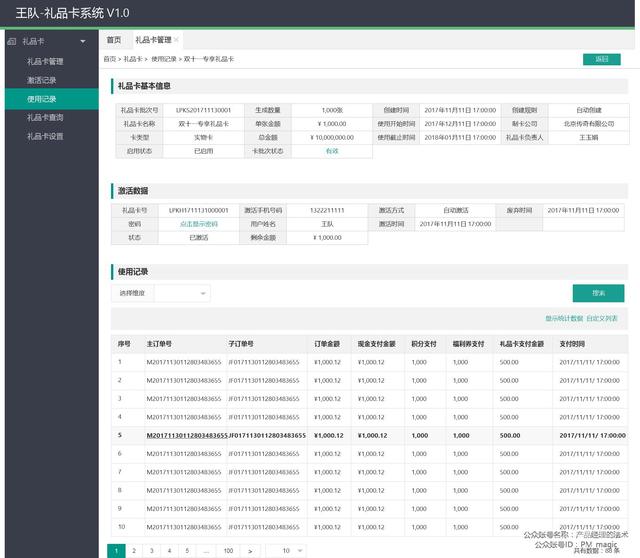 王队-礼品卡系统 V1.0
礼品卡
礼品卡管理
激活记录
使用记录
礼品卡查询
礼品卡设置
首页 礼品卡管理 ×
首页 > 礼品卡 > 使用记录 > 双十一专享礼品卡 返回
礼品卡基本信息
礼品卡批次号 LPKS201711130001 生成数量 1,000张 创建时间 2017年11月11日 17:00:00 创建规则 自动创建
礼品卡名称 双十一专享礼品卡 单张金额 ¥ 1,000.00 使用开始时间 2017年12月11日 17:00:00 制卡公司 北京传奇有限公司
卡类型 实物卡 总金额 ¥ 10,000,000.00 使用截止时间 2018年01月11日 17:00:00 礼品卡负责人 王玉娟
启用状态 已启用 卡批次状态 有效
激活数据
礼品卡号 LPKH1711131000001 激活手机号码 1322211111 激活方式 自动激活 废弃时间 2017年11月11日 17:00:00
密码 点击显示密码 用户姓名 王队 激活时间 2017年11月11日 17:00:00
状态 已激活 剩余金额 ¥ 1,000.00
使用记录
选择维度 搜索
显示统计数据 自定义列表
序号 主订单号 子订单号 订单金额 现金支付金额 积分支付 福利券支付 礼品卡支付金额 支付时间
1 M20171130112803483655 JF0171130112803483655 ¥1,000.12 ¥1,000.12 1,000 1,000 500.00 2017/11/11/ 17:00:00
2 M20171130112803483655 JF0171130112803483655 ¥1,000.12 ¥1,000.12 1,000 1,000 500.00 2017/11/11/ 17:00:00
3 M20171130112803483655 JF0171130112803483655 ¥1,000.12 ¥1,000.12 1,000 1,000 500.00 2017/11/11/ 17:00:00
4 M20171130112803483655 JF0171130112803483655 ¥1,000.12 ¥1,000.12 1,000 1,000 500.00 2017/11/11/ 17:00:00
5 M20171130112803483655 JF0171130112803483655 ¥1,000.12 ¥1,000.12 1,000 1,000 500.00 2017/11/11/ 17:00:00
6 M20171130112803483655 JF0171130112803483655 ¥1,000.12 ¥1,000.12 1,000 1,000 500.00 2017/11/11/ 17:00:00
7 M20171130112803483655 JF0171130112803483655 ¥1,000.12 ¥1,000.12 1,000 1,000 500.00 2017/11/11/ 17:00:00
8 M20171130112803483655 JF0171130112803483655 ¥1,000.12 ¥1,000.12 1,000 1,000 500.00 2017/11/11/ 17:00:00
9 M20171130112803483655 JF0171130112803483655 ¥1,000.12 ¥1,000.12 1,000 1,000 500.00 2017/11/11/ 17:00:00
10 M20171130112803483655 JF0171130112803483655 ¥1,000.12 ¥1,000.12 1,000 1,000 500.00 2017/11/11/ 17:00:00
公众账号名称：产品经理的法术
公众账号ID：PM_magic
1 2 3 4 5 ... 100 > 10 共有数据：88 条